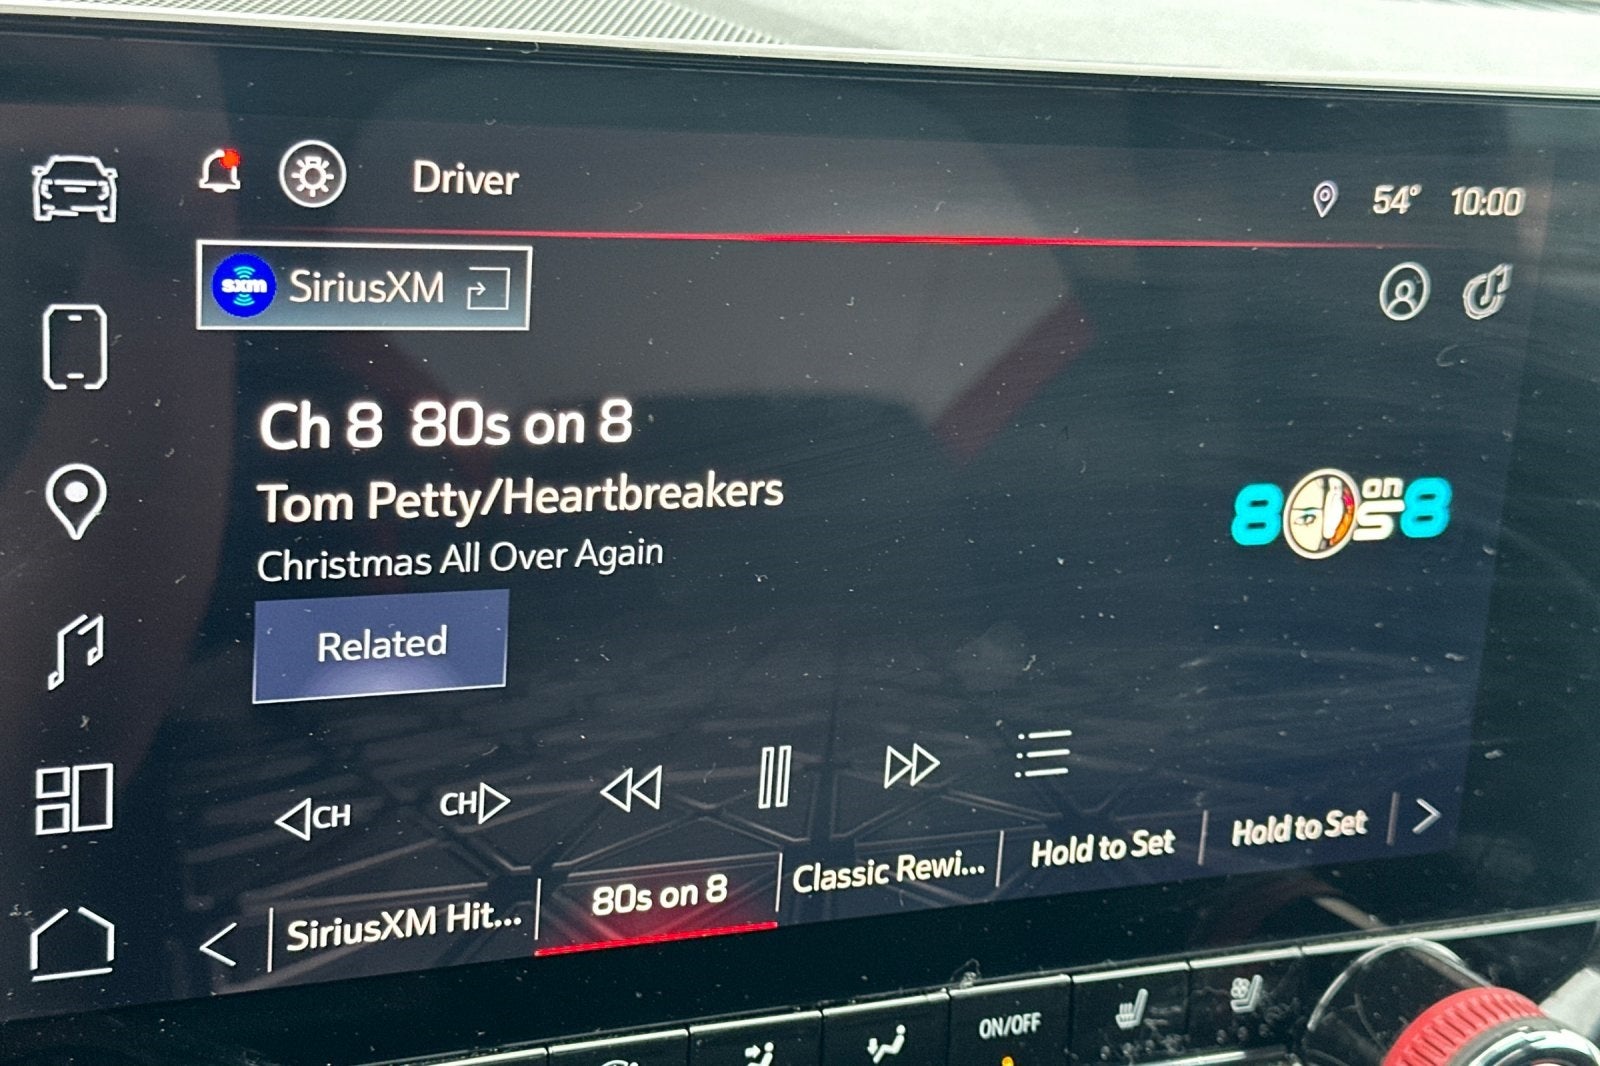 Driver
54° 10:00
sxm SiriusXM
Ch 8 80s on 8
Tom Petty/Heartbreakers
Christmas All Over Again
80s on 8
Related
◁CH CH▷
SiriusXM Hit... 80s on 8 Classic Rewi... Hold to Set Hold to Set
ON/OFF